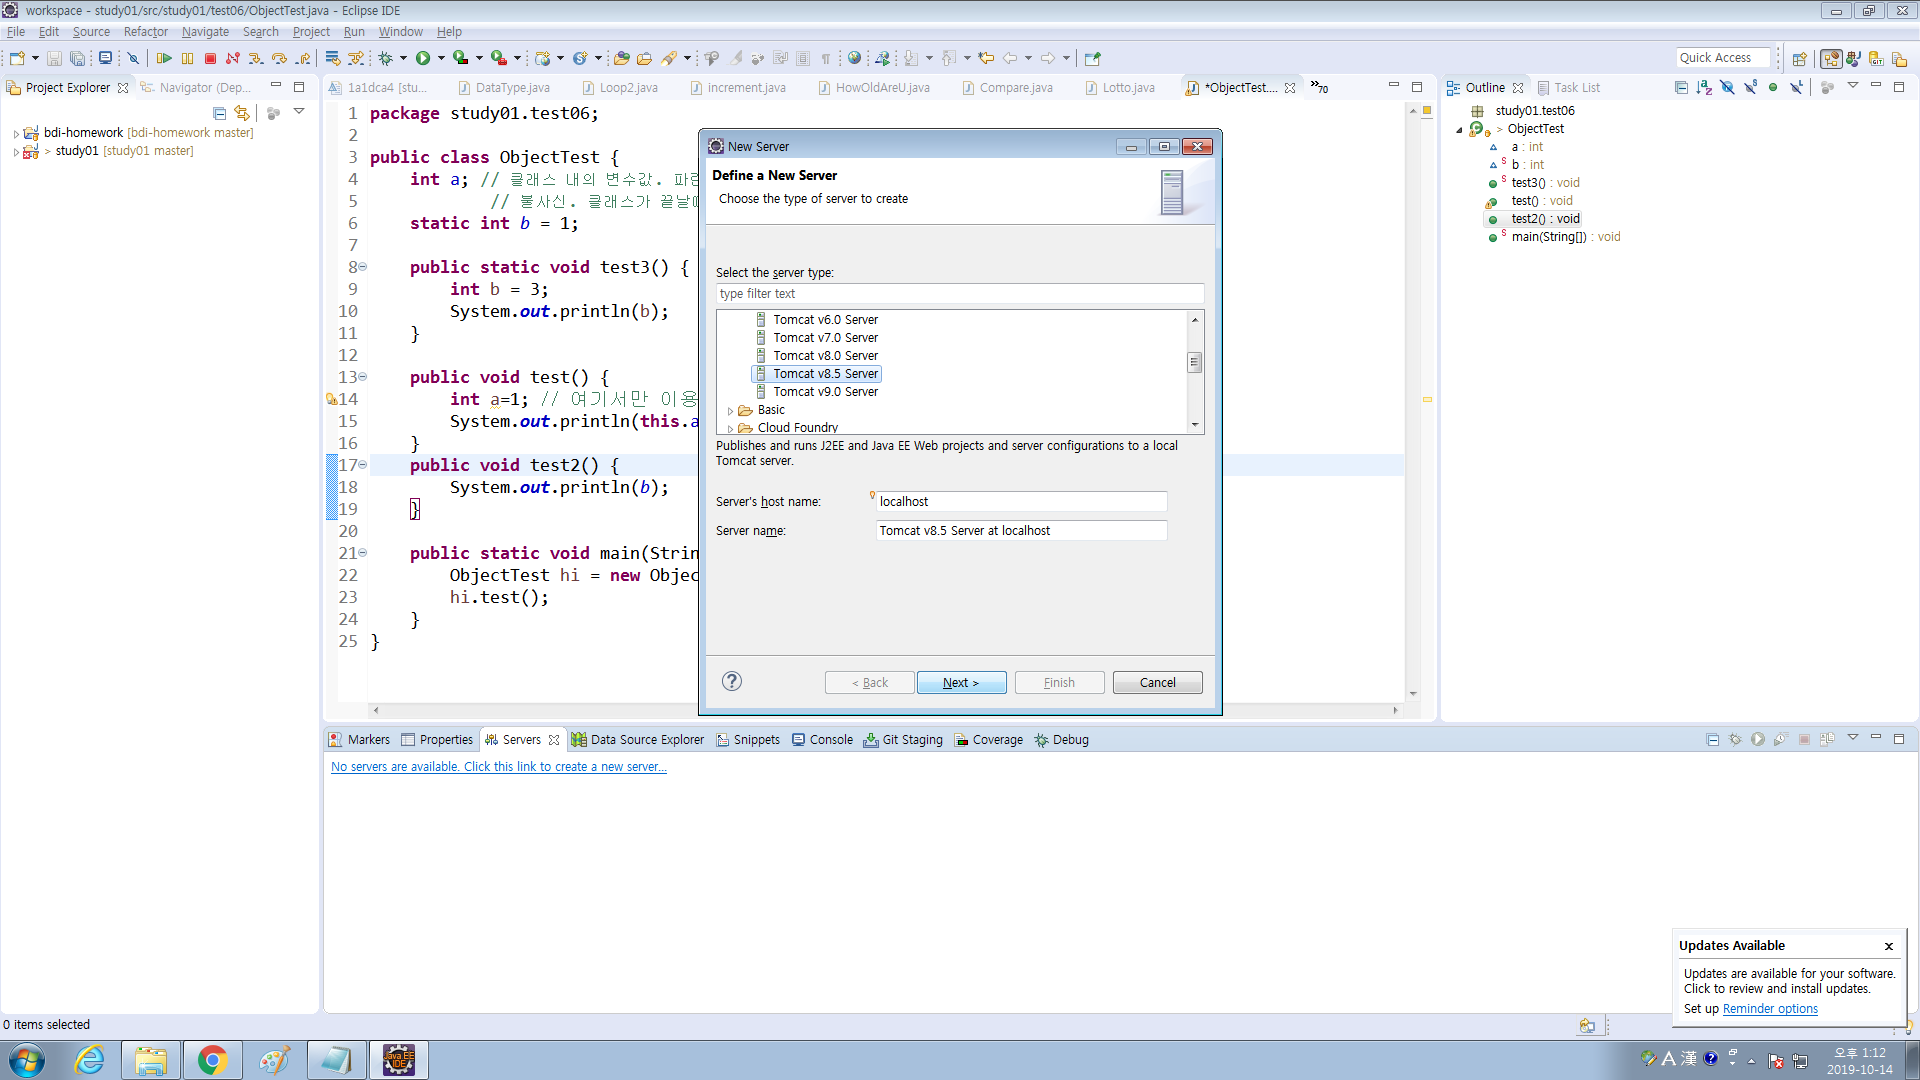 workspace - study01/src/study01/test06/ObjectTest.java - Eclipse IDE
File Edit Source Refactor Navigate Search Project Run Window Help
Quick Access
Project Explorer
Navigator (Dep...
1a1dca4 [stu...
DataType.java
Loop2.java
increment.java
HowOldAreU.java
Compare.java
Lotto.java
*ObjectTest....
»70
Outline
Task List
bdi-homework [bdi-homework master]
> study01 [study01 master]
1 package study01.test06;
2
3 public class ObjectTest {
4 int a; // 클래스 내의 변수값. 파란
5 // 불사신. 클래스가 끝날때
6 static int b = 1;
7
8 public static void test3() {
9 int b = 3;
10 System.out.println(b);
11 }
12
13 public void test() {
14 int a=1; // 여기서만 이용
15 System.out.println(this.a
16 }
17 public void test2() {
18 System.out.println(b);
19 }
20
21 public static void main(Strin
22 ObjectTest hi = new Objec
23 hi.test();
24 }
25 }
New Server
Define a New Server
Choose the type of server to create
Select the server type:
type filter text
Tomcat v6.0 Server
Tomcat v7.0 Server
Tomcat v8.0 Server
Tomcat v8.5 Server
Tomcat v9.0 Server
Basic
Cloud Foundry
Publishes and runs J2EE and Java EE Web projects and server configurations to a local
Tomcat server.
Server's host name: localhost
Server name: Tomcat v8.5 Server at localhost
< Back
Next >
Finish
Cancel
study01.test06
> ObjectTest
a : int
b : int
test3() : void
test() : void
test2() : void
main(String[]) : void
Markers
Properties
Servers
Data Source Explorer
Snippets
Console
Git Staging
Coverage
Debug
No servers are available. Click this link to create a new server...
Updates Available
Updates are available for your software.
Click to review and install updates.
Set up Reminder options
0 items selected
Java EE
IDE
A 漢
오후 1:12
2019-10-14